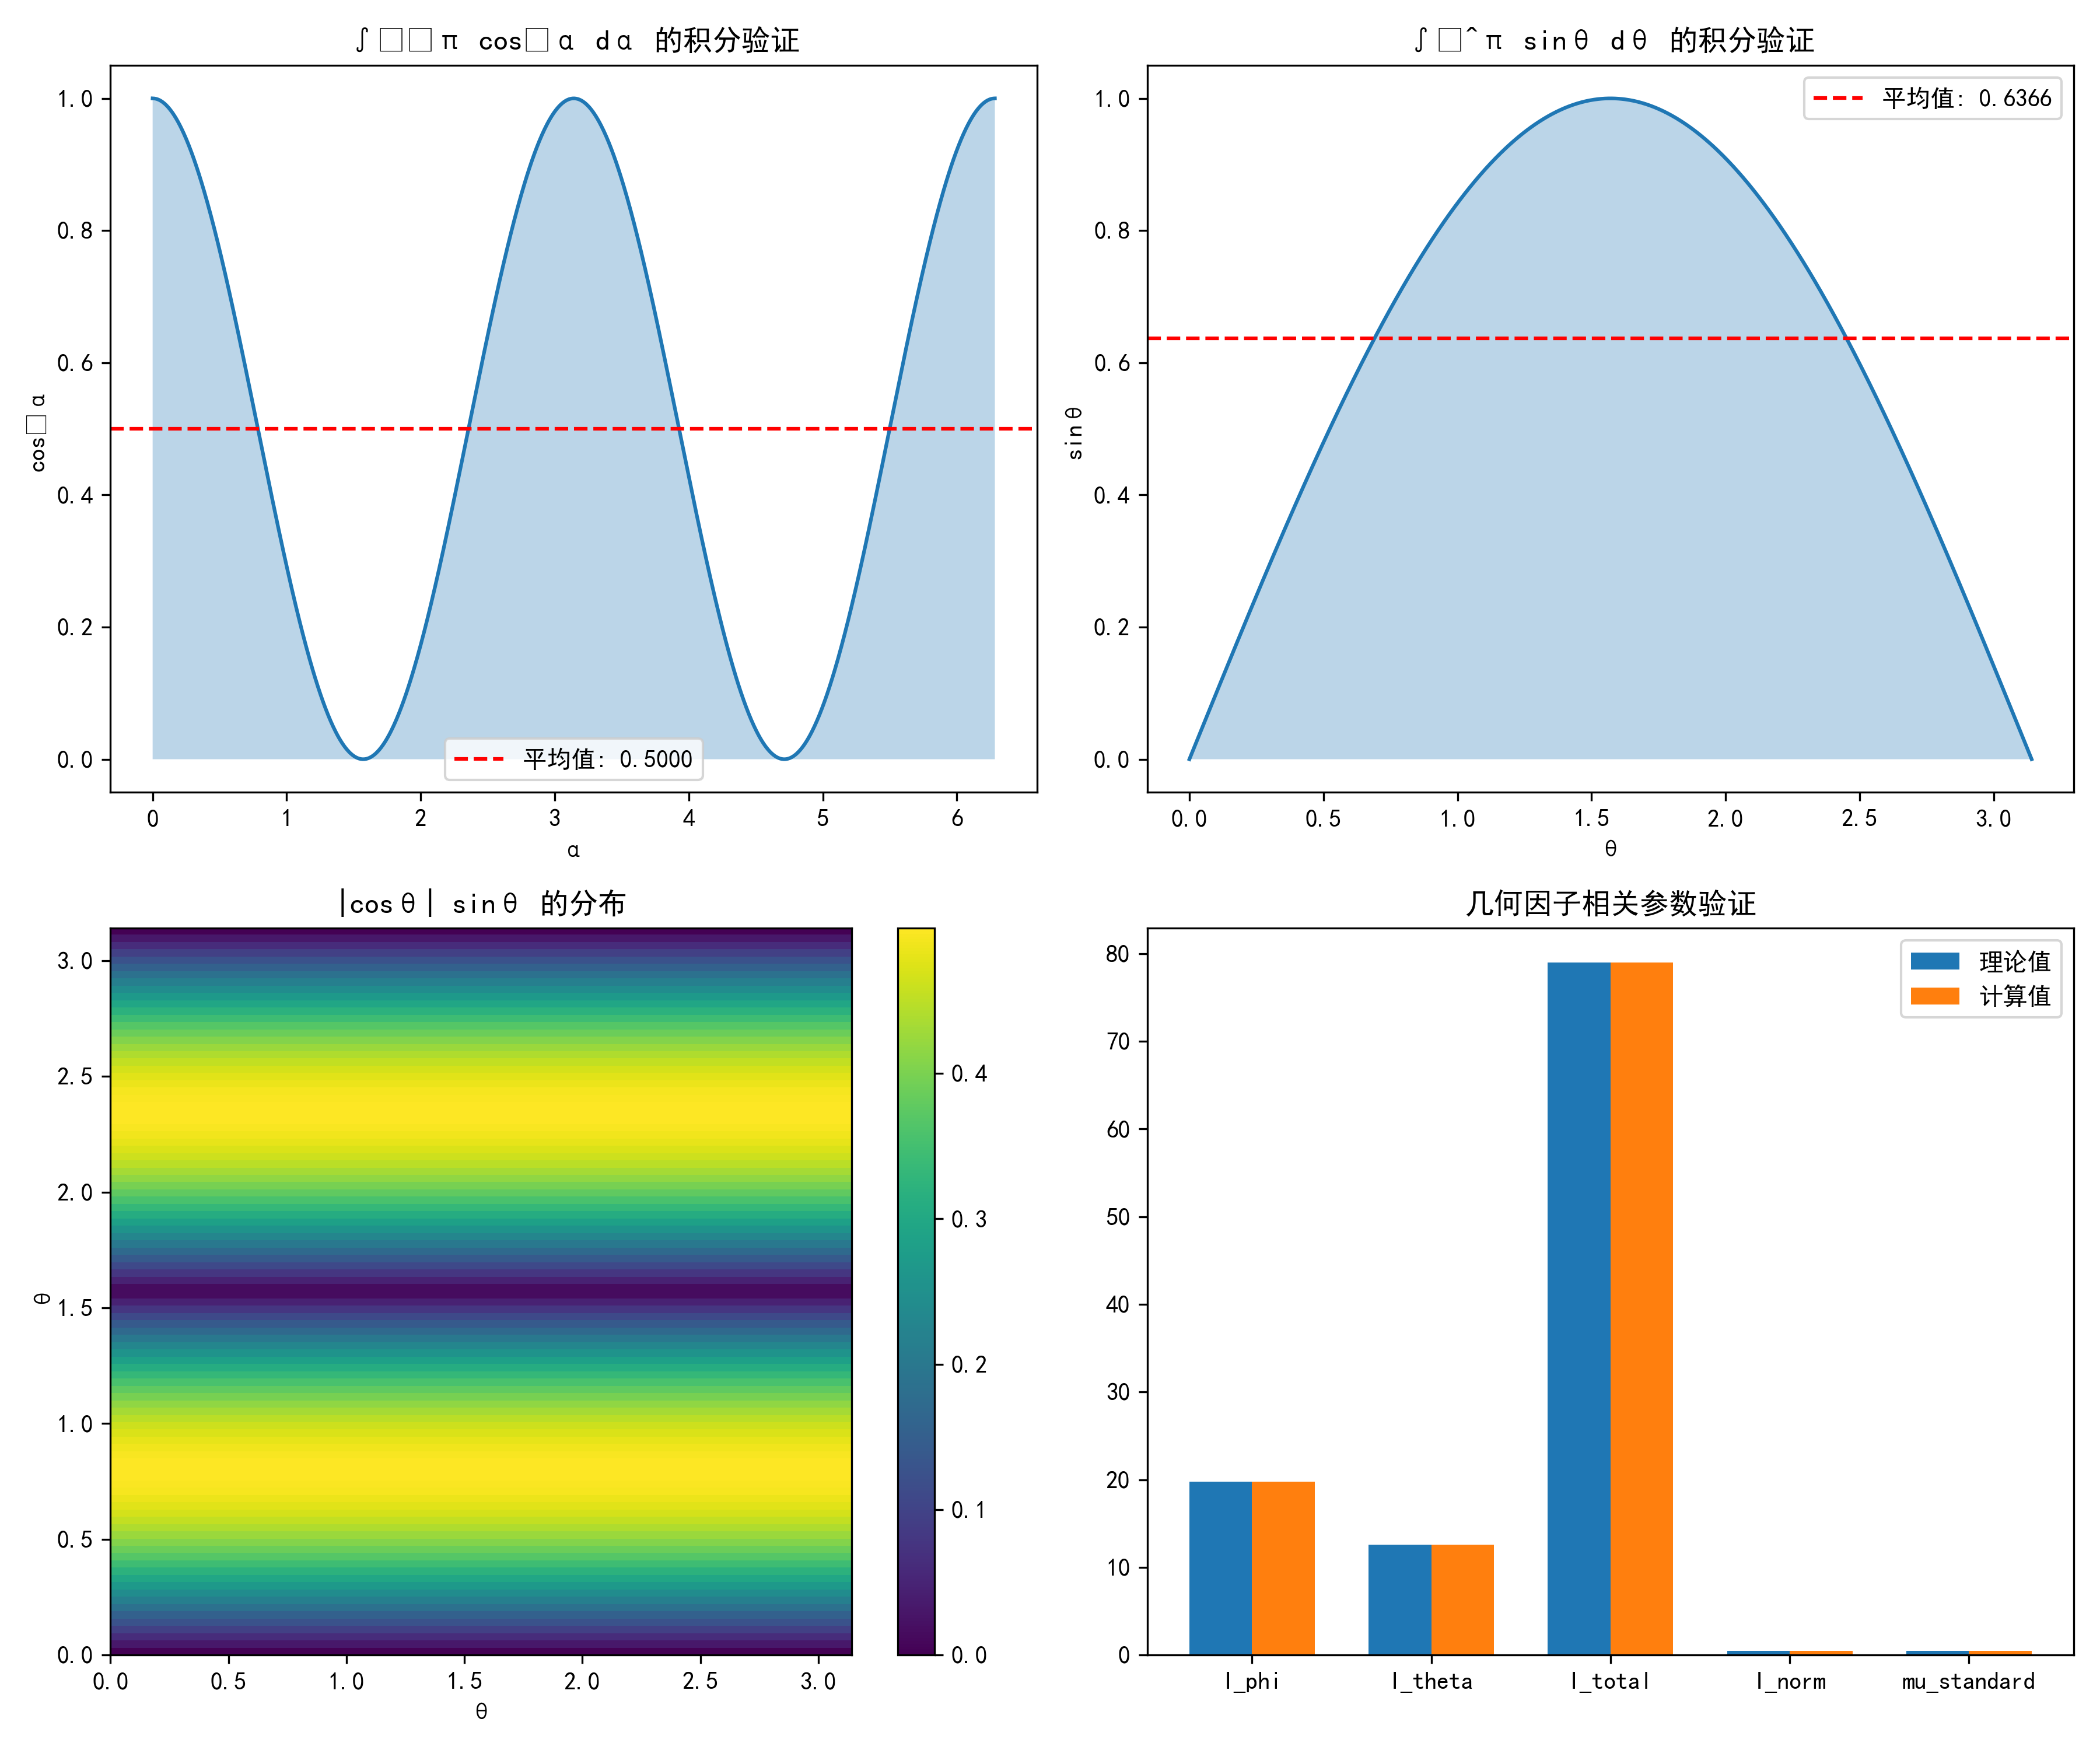 ∫□□π cos□α dα 的积分验证
cos□α
1.0
0.8
0.6
0.4
0.2
0.0
平均值: 0.5000
0 1 2 3 4 5 6
α
∫□^π sinθ dθ 的积分验证
sinθ
1.0
0.8
0.6
0.4
0.2
0.0
平均值: 0.6366
0.0 0.5 1.0 1.5 2.0 2.5 3.0
θ
|cosθ| sinθ 的分布
θ
3.0
2.5
2.0
1.5
1.0
0.5
0.0
0.0 0.5 1.0 1.5 2.0 2.5 3.0
θ
0.4
0.3
0.2
0.1
0.0
几何因子相关参数验证
80
70
60
50
40
30
20
10
0
理论值
计算值
I_phi I_theta I_total I_norm mu_standard